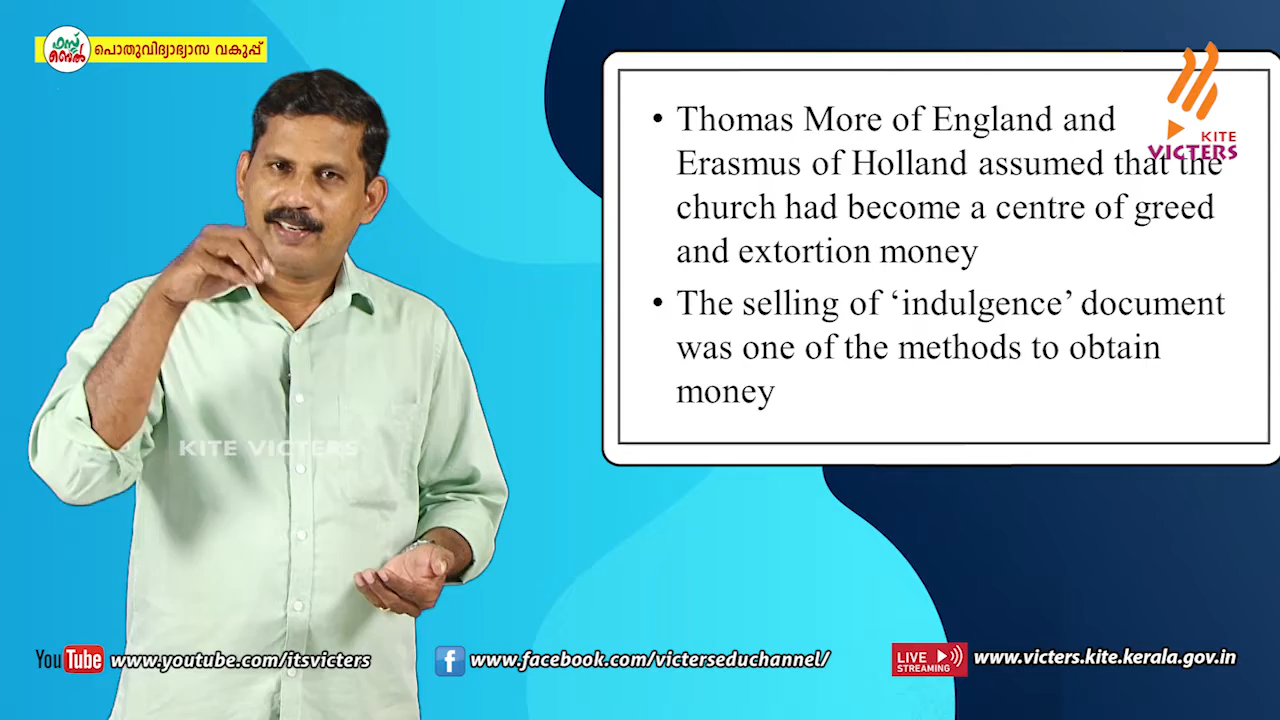 ഫസ്റ്റ്
ബെൽ
പൊതുവിദ്യാഭ്യാസ വകുപ്പ്
• Thomas More of England and
Erasmus of Holland assumed that the
church had become a centre of greed
and extortion money
• The selling of ‘indulgence’ document
was one of the methods to obtain
money
KITE
VICTERS
KITE VICTERS
YouTube www.youtube.com/itsvicters
f www.facebook.com/victerseduchannel/
LIVE
STREAMING
www.victers.kite.kerala.gov.in